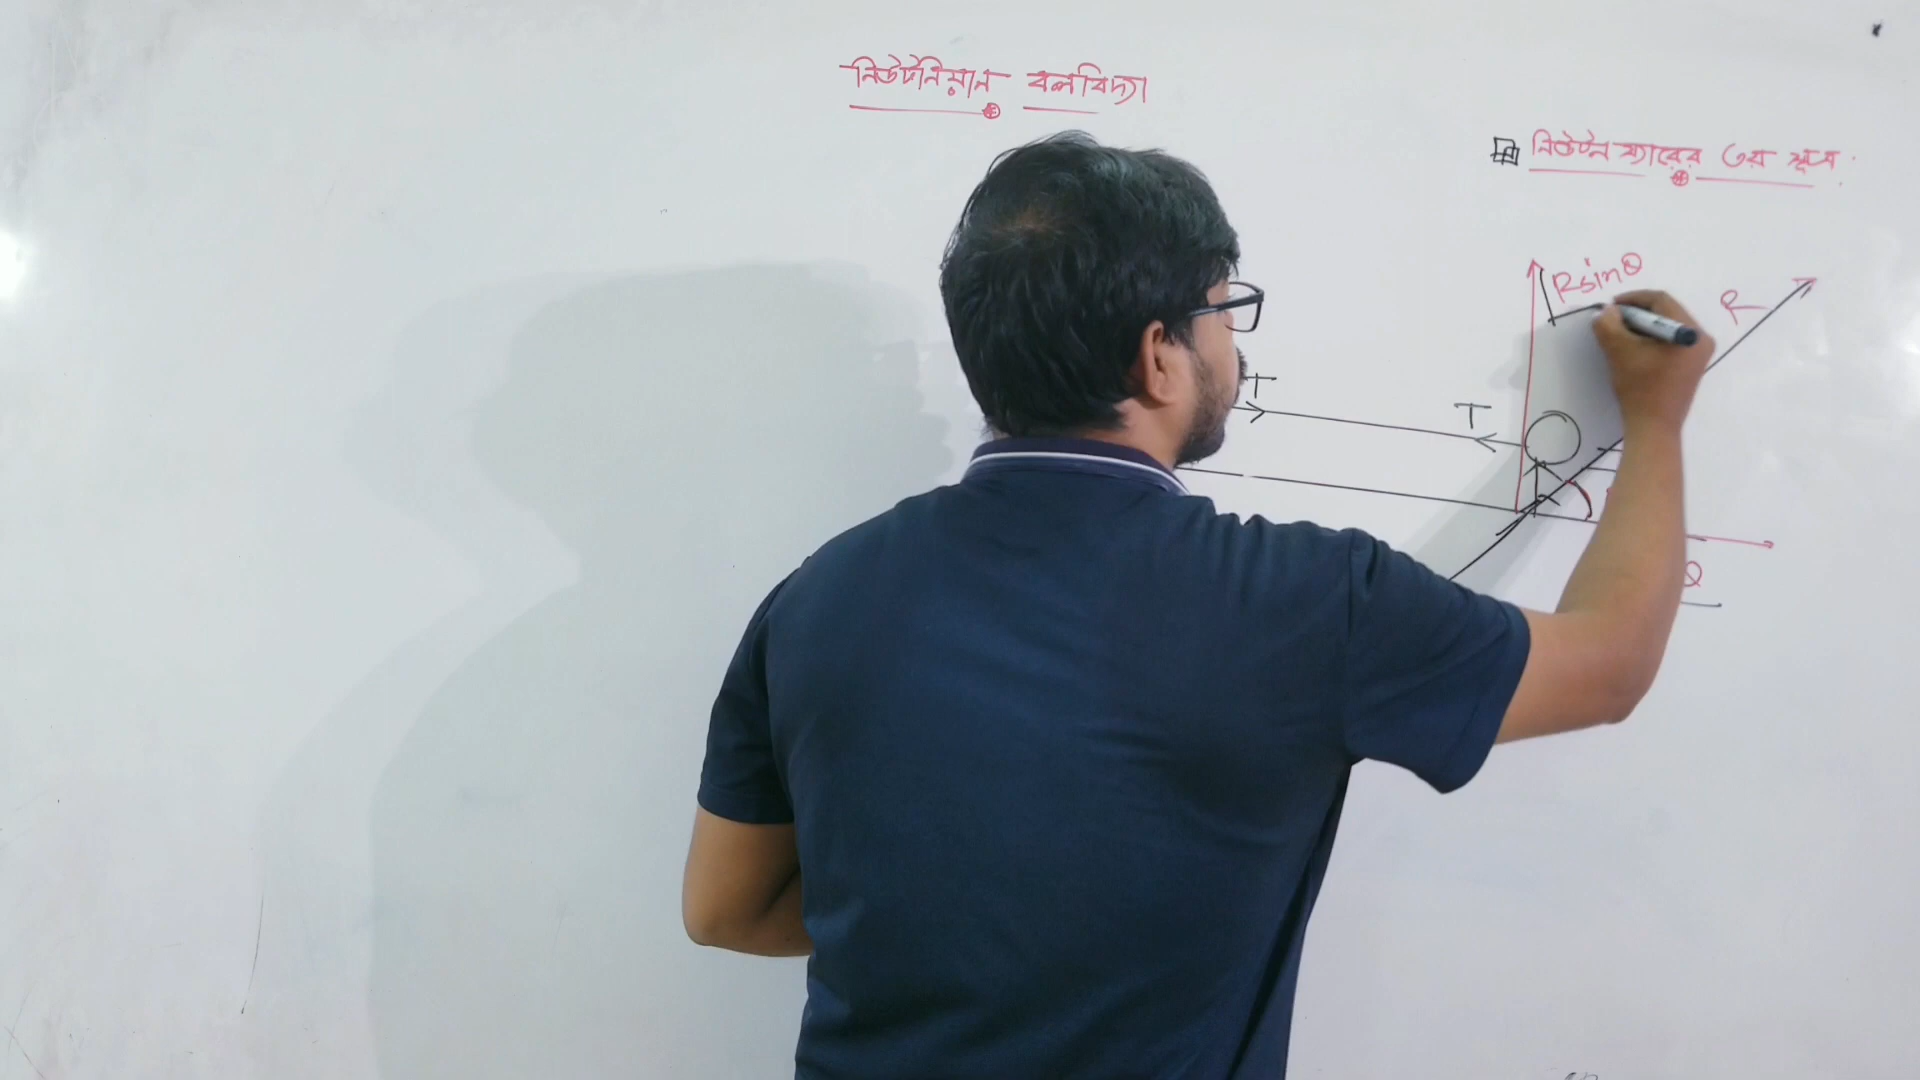 নিউটনিয়ান বলবিদ্যা
নিউটন স্যারের ৩য় সূত্র:
Rsinθ
R
T
T
θ